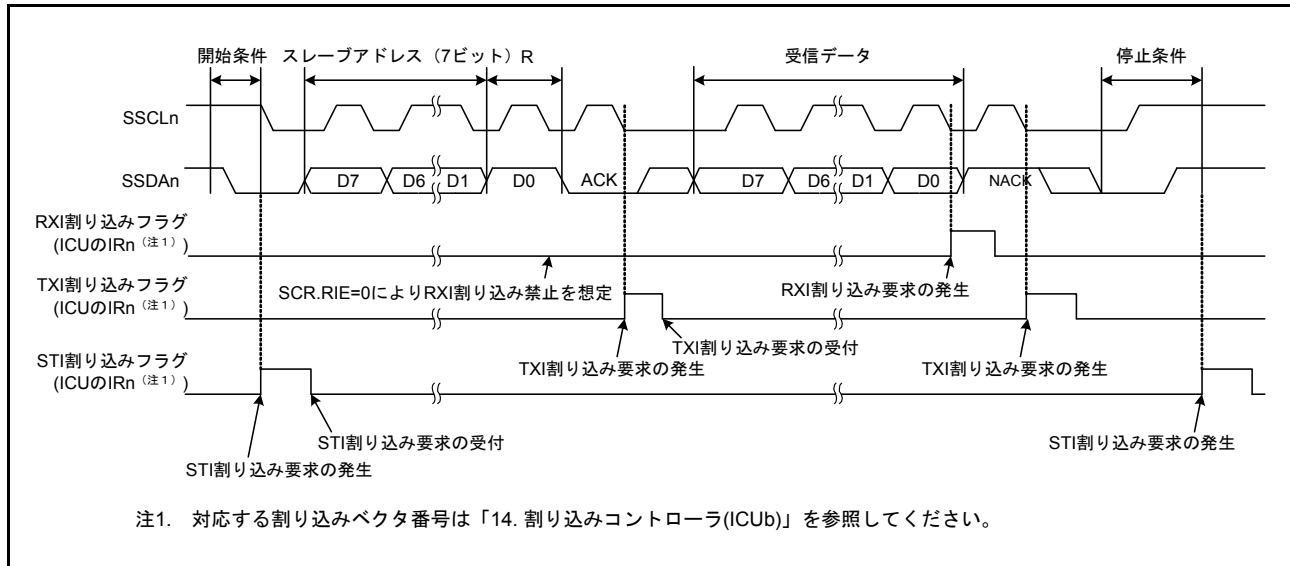 開始条件 スレーブアドレス（7ビット）R 受信データ 停止条件
SSCLn
SSDAn
D7 D6 D1 D0 ACK D7 D6 D1 D0 NACK
RXI割り込みフラグ
(ICUのIRn（注1）)
SCR.RIE=0によりRXI割り込み禁止を想定
RXI割り込み要求の発生
TXI割り込みフラグ
(ICUのIRn（注1）)
TXI割り込み要求の受付
TXI割り込み要求の発生
TXI割り込み要求の発生
STI割り込みフラグ
(ICUのIRn（注1）)
STI割り込み要求の受付
STI割り込み要求の発生
STI割り込み要求の発生
注1. 対応する割り込みベクタ番号は「14. 割り込みコントローラ(ICUb)」を参照してください。